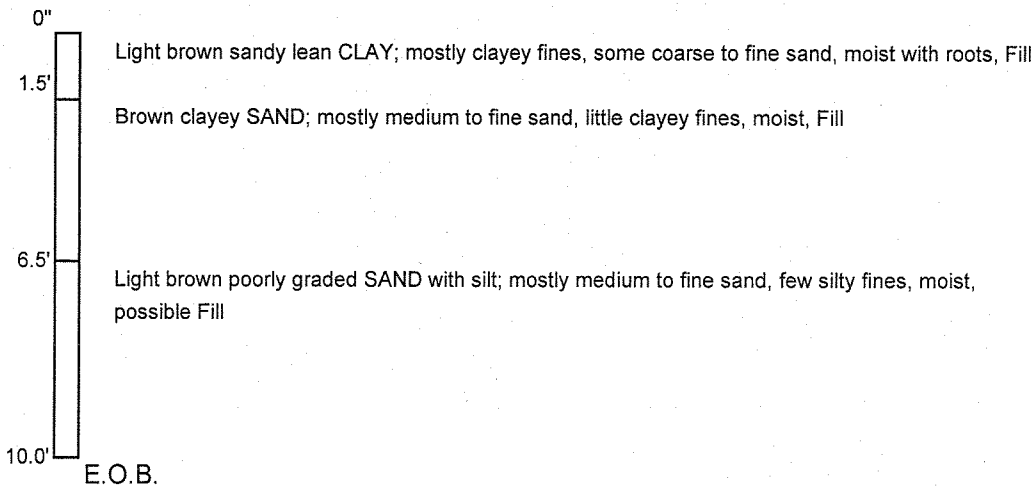 0"
Light brown sandy lean CLAY; mostly clayey fines, some coarse to fine sand, moist with roots, Fill
1.5'
Brown clayey SAND; mostly medium to fine sand, little clayey fines, moist, Fill
6.5'
Light brown poorly graded SAND with silt; mostly medium to fine sand, few silty fines, moist,
possible Fill
10.0'
E.O.B.